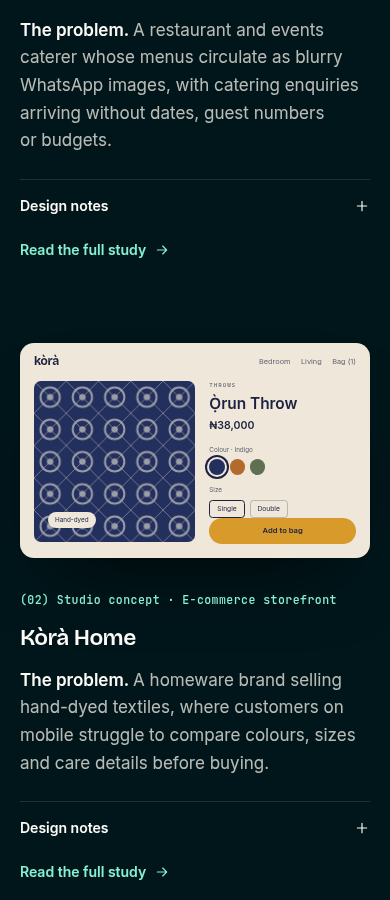 The problem. A restaurant and events
caterer whose menus circulate as blurry
WhatsApp images, with catering enquiries
arriving without dates, guest numbers
or budgets.
Design notes
Read the full study →
kòrà
Bedroom Living Bag (1)
THROWS
Ọ̀run Throw
₦38,000
Colour · Indigo
Size
Single Double
Hand-dyed
Add to bag
(02) Studio concept · E-commerce storefront
Kòrà Home
The problem. A homeware brand selling
hand-dyed textiles, where customers on
mobile struggle to compare colours, sizes
and care details before buying.
Design notes
Read the full study →